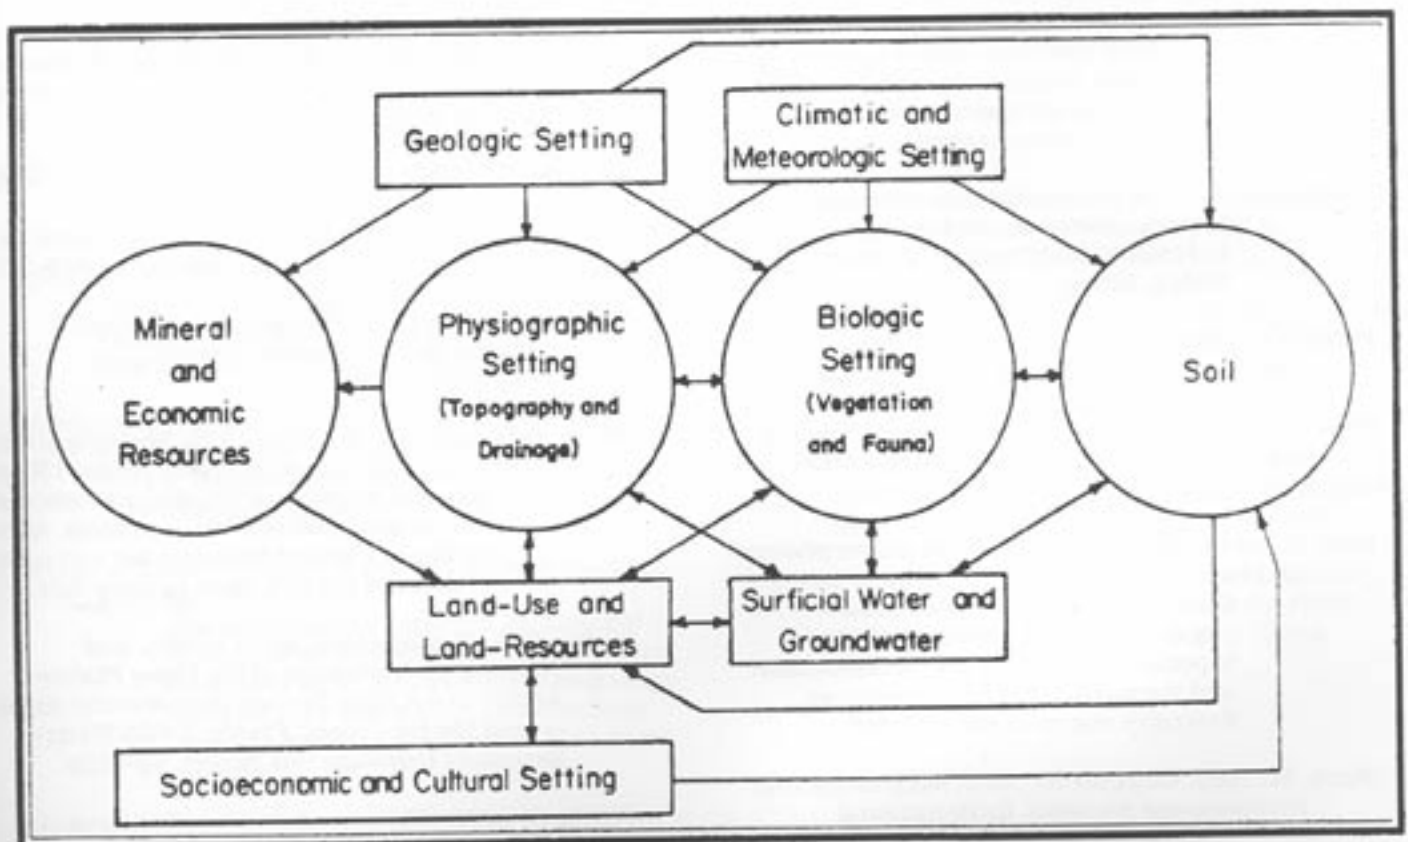 Geologic Setting
Climatic and
Meteorologic Setting
Mineral
and
Economic
Resources
Physiographic
Setting
(Topography and
Drainage)
Biologic
Setting
(Vegetation
and Fauna)
Soil
Land-Use and
Land-Resources
Surficial Water and
Groundwater
Socioeconomic and Cultural Setting